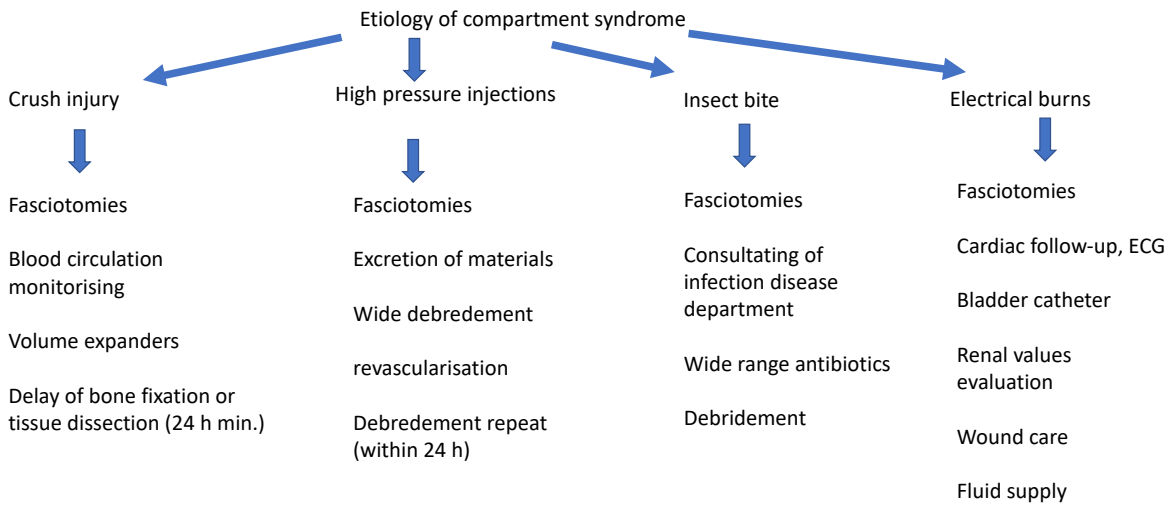 Etiology of compartment syndrome
Crush injury
Fasciotomies
Blood circulation
monitorising
Volume expanders
Delay of bone fixation or
tissue dissection (24 h min.)
High pressure injections
Fasciotomies
Excretion of materials
Wide debredement
revascularisation
Debredement repeat
(within 24 h)
Insect bite
Fasciotomies
Consultating of
infection disease
department
Wide range antibiotics
Debridement
Electrical burns
Fasciotomies
Cardiac follow-up, ECG
Bladder catheter
Renal values
evaluation
Wound care
Fluid supply